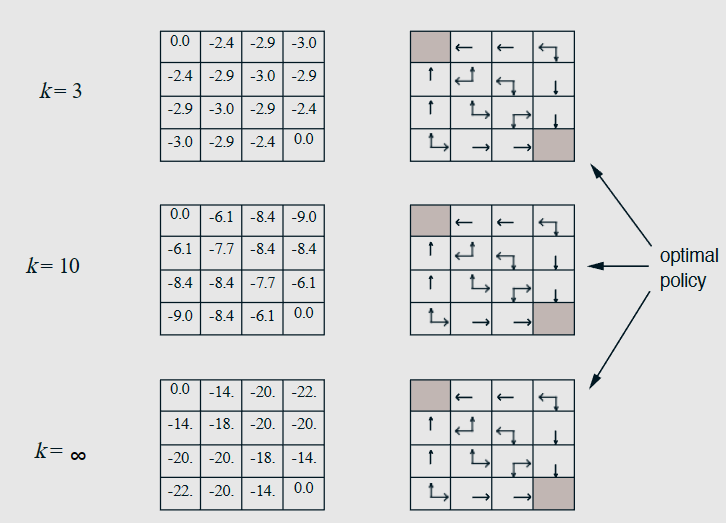 0.0 -2.4 -2.9 -3.0
-2.4 -2.9 -3.0 -2.9
k = 3
-2.9 -3.0 -2.9 -2.4
-3.0 -2.9 -2.4 0.0
0.0 -6.1 -8.4 -9.0
-6.1 -7.7 -8.4 -8.4
k = 10
-8.4 -8.4 -7.7 -6.1
-9.0 -8.4 -6.1 0.0
optimal
policy
0.0 -14. -20. -22.
-14. -18. -20. -20.
k = ∞
-20. -20. -18. -14.
-22. -20. -14. 0.0